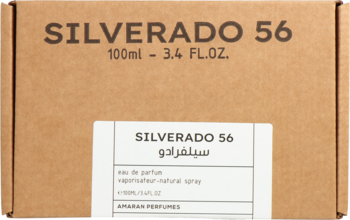 SILVERADO 56
100ml - 3.4 FL.OZ.
SILVERADO 56
سيلفرادو
eau de parfum
vaporisateur-natural spray
℮100ML/3.4FL.OZ
AMARAN PERFUMES